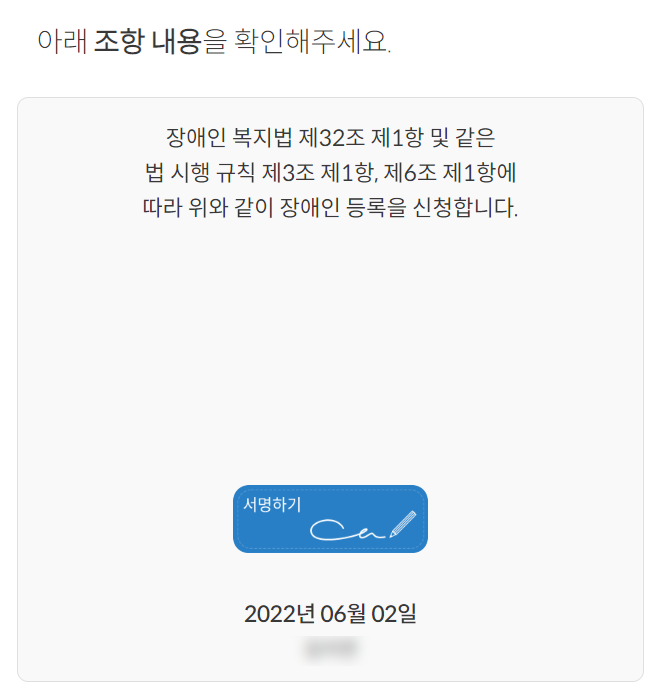 아래 조항 내용을 확인해주세요.
장애인 복지법 제32조 제1항 및 같은
법 시행 규칙 제3조 제1항, 제6조 제1항에
따라 위와 같이 장애인 등록을 신청합니다.
서명하기
2022년 06월 02일